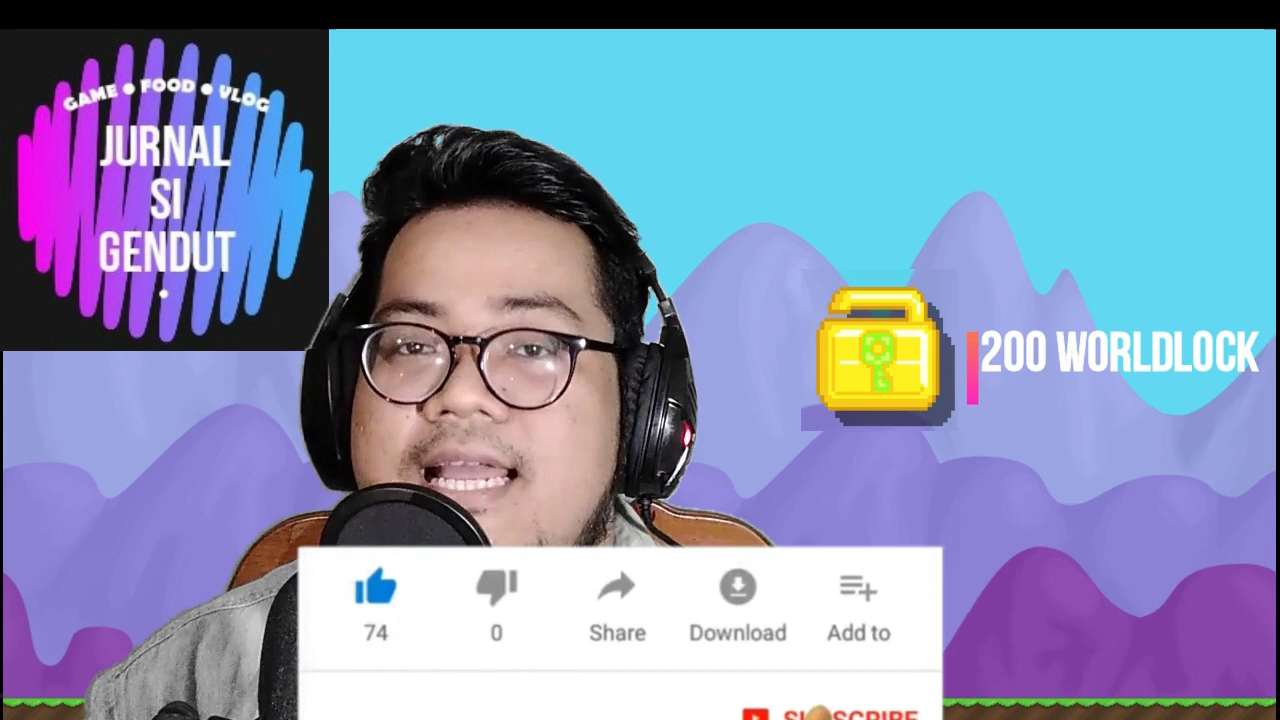 GAME • FOOD • VLOG
JURNAL
SI
GENDUT
200 WORLDLOCK
74
0
Share
Download
Add to